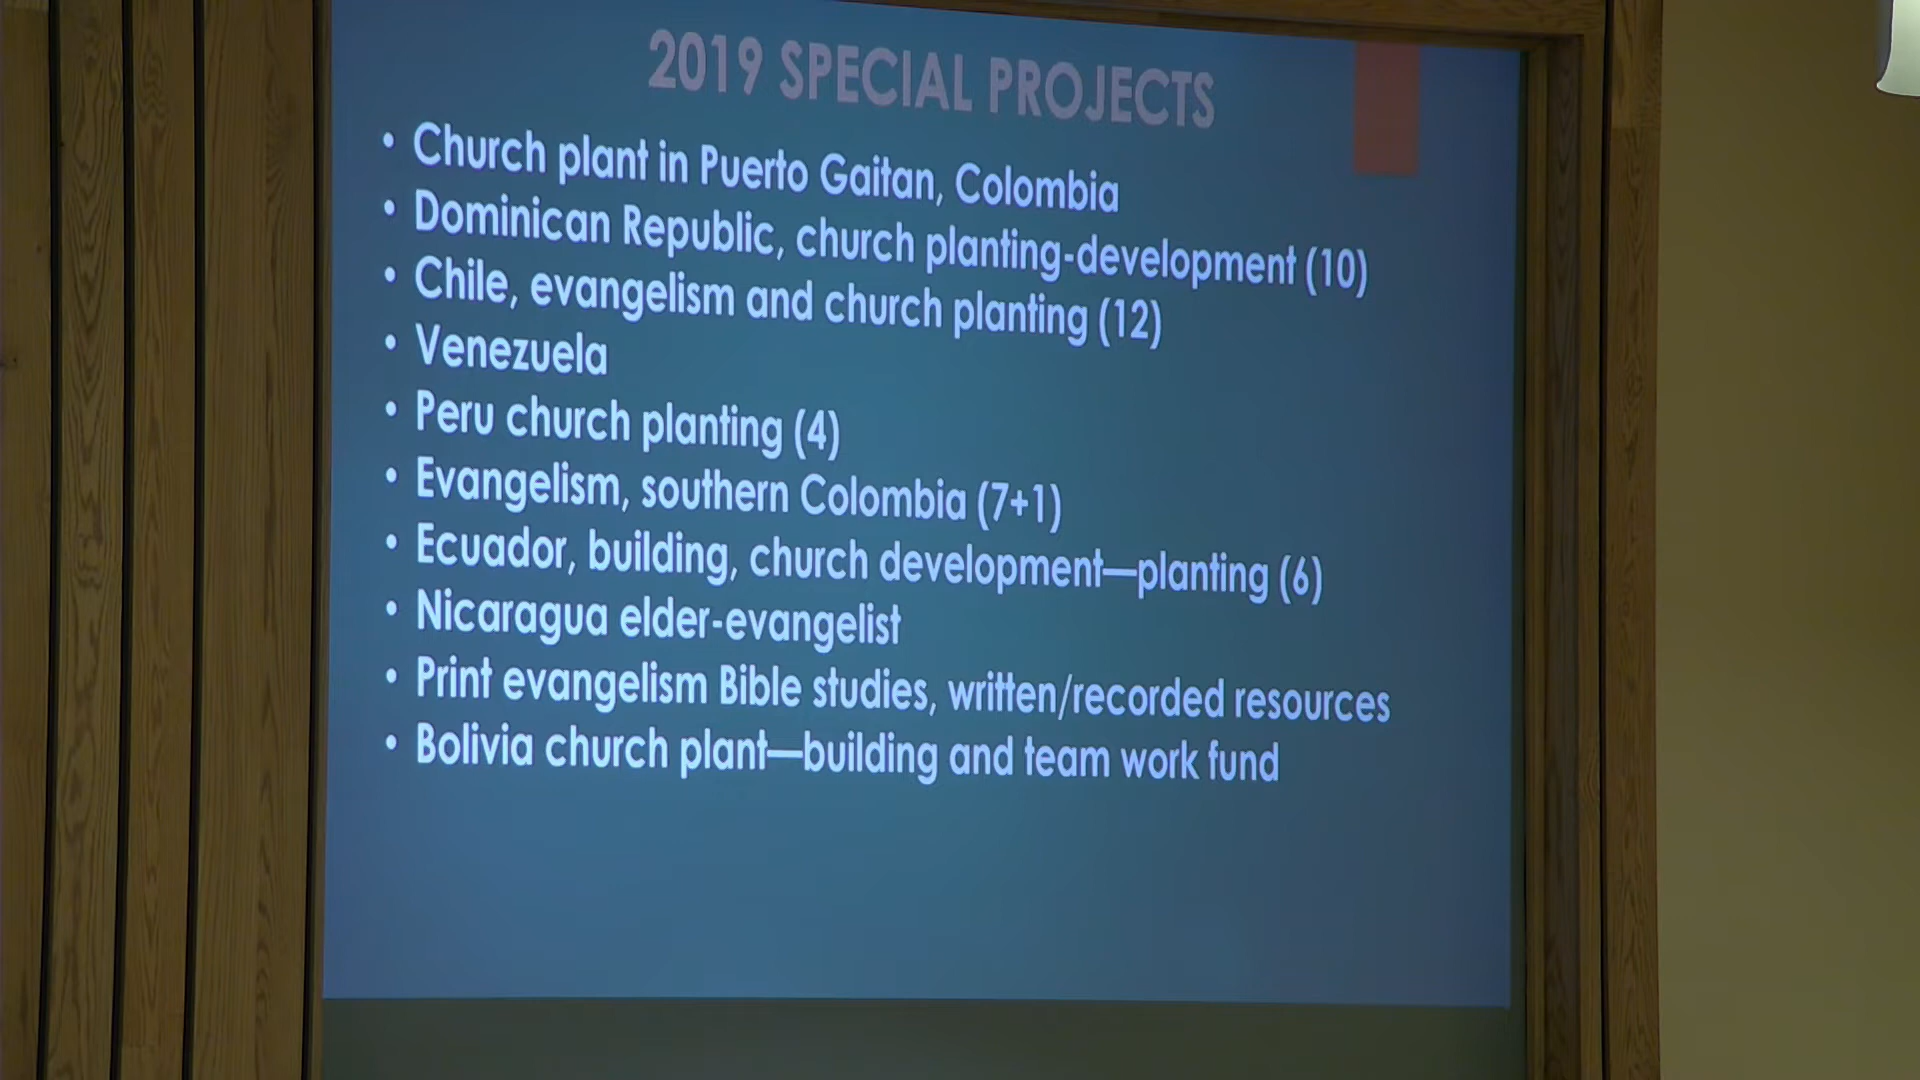 2019 SPECIAL PROJECTS
• Church plant in Puerto Gaitan, Colombia
• Dominican Republic, church planting-development (10)
• Chile, evangelism and church planting (12)
• Venezuela
• Peru church planting (4)
• Evangelism, southern Colombia (7+1)
• Ecuador, building, church development—planting (6)
• Nicaragua elder-evangelist
• Print evangelism Bible studies, written/recorded resources
• Bolivia church plant—building and team work fund